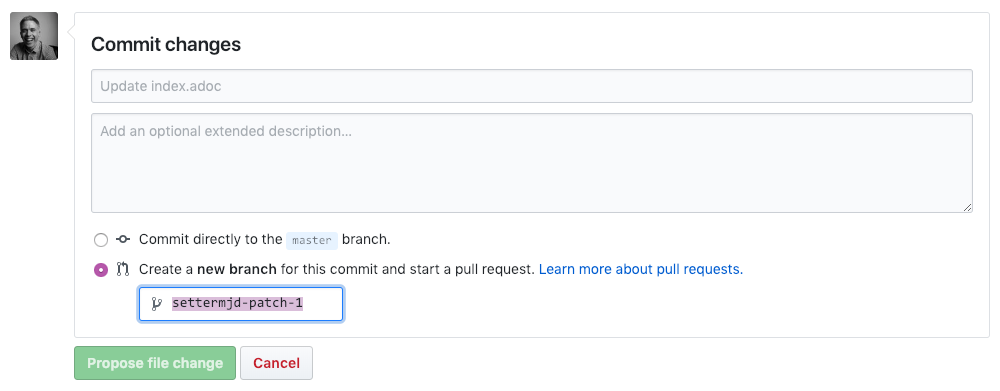 Commit changes
Update index.adoc
Add an optional extended description...
Commit directly to the master branch.
Create a new branch for this commit and start a pull request. Learn more about pull requests.
settermjd-patch-1
Propose file change Cancel